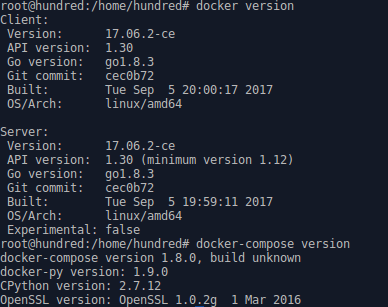 root@hundred:/home/hundred# docker version
Client:
 Version:      17.06.2-ce
 API version:  1.30
 Go version:   go1.8.3
 Git commit:   cec0b72
 Built:        Tue Sep  5 20:00:17 2017
 OS/Arch:      linux/amd64

Server:
 Version:      17.06.2-ce
 API version:  1.30 (minimum version 1.12)
 Go version:   go1.8.3
 Git commit:   cec0b72
 Built:        Tue Sep  5 19:59:11 2017
 OS/Arch:      linux/amd64
 Experimental: false
root@hundred:/home/hundred# docker-compose version
docker-compose version 1.8.0, build unknown
docker-py version: 1.9.0
CPython version: 2.7.12
OpenSSL version: OpenSSL 1.0.2g  1 Mar 2016